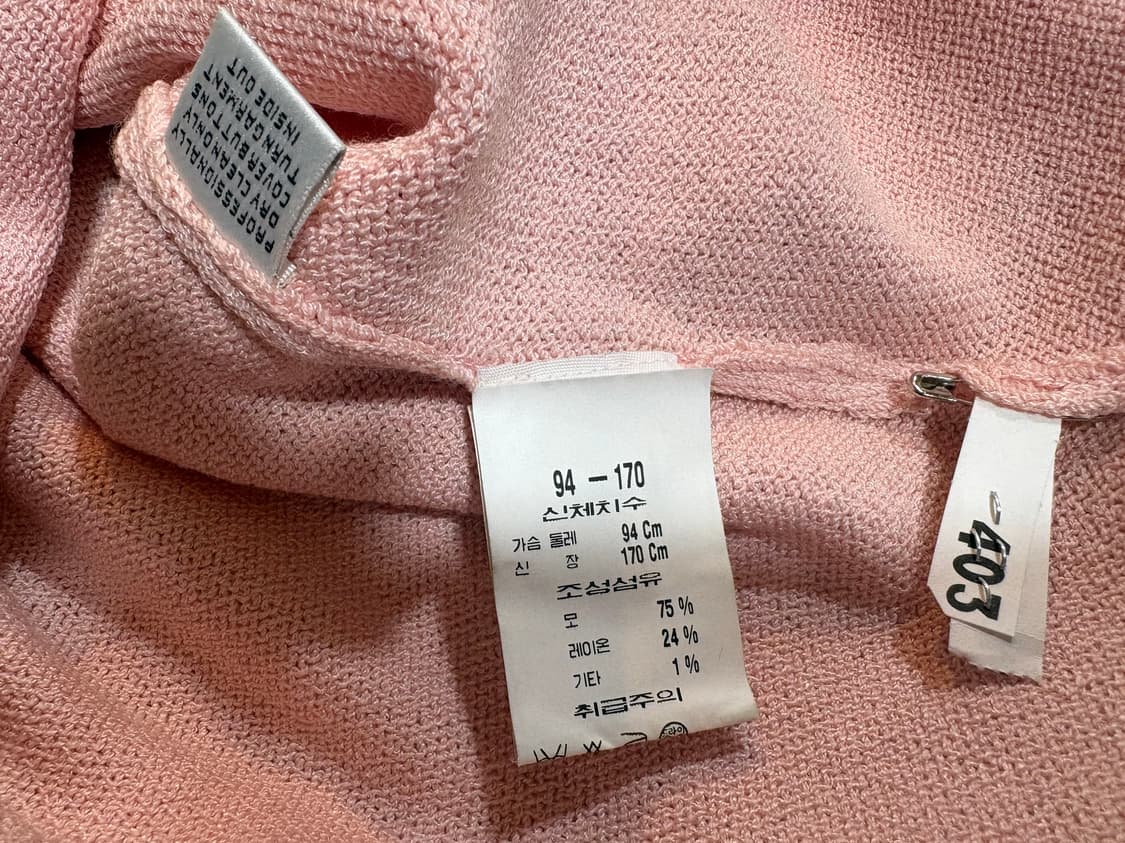 PROFESSIONALLY
DRY CLEAN ONLY
COVER BUTTONS
TURN GARMENT
INSIDE OUT
94 – 170
신체치수
가슴 둘레 94 Cm
신 장 170 Cm
조성섬유
모 75 %
레이온 24 %
기타 1 %
취급주의
403